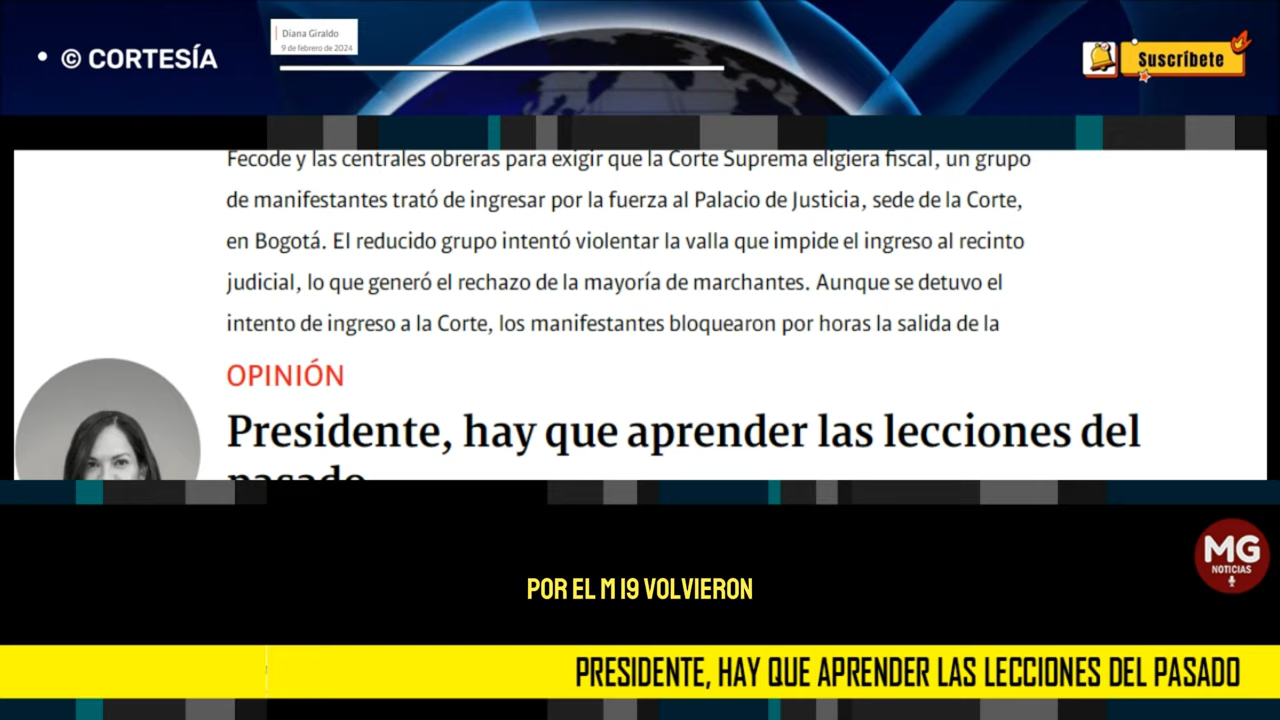 • © CORTESÍA
Diana Giraldo
9 de febrero de 2024
Suscríbete
Fecode y las centrales obreras para exigir que la Corte Suprema eligiera fiscal, un grupo
de manifestantes trató de ingresar por la fuerza al Palacio de Justicia, sede de la Corte,
en Bogotá. El reducido grupo intentó violentar la valla que impide el ingreso al recinto
judicial, lo que generó el rechazo de la mayoría de marchantes. Aunque se detuvo el
intento de ingreso a la Corte, los manifestantes bloquearon por horas la salida de la
OPINIÓN
Presidente, hay que aprender las lecciones del
pasado
MG
NOTICIAS
POR EL M 19 VOLVIERON
PRESIDENTE, HAY QUE APRENDER LAS LECCIONES DEL PASADO